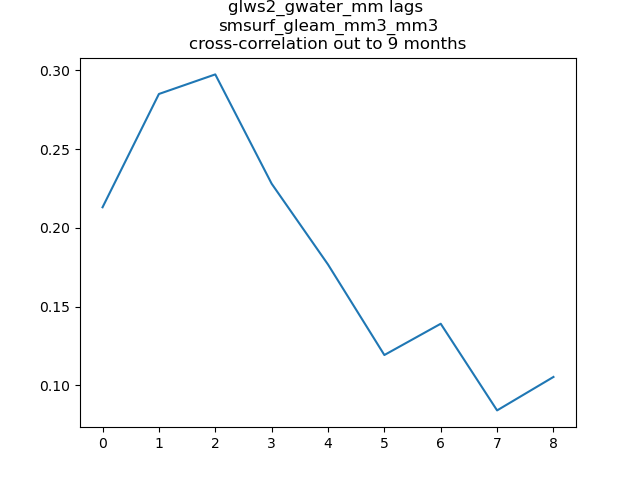 glws2_gwater_mm lags
smsurf_gleam_mm3_mm3
cross-correlation out to 9 months
0.30
0.25
0.20
0.15
0.10
0 1 2 3 4 5 6 7 8